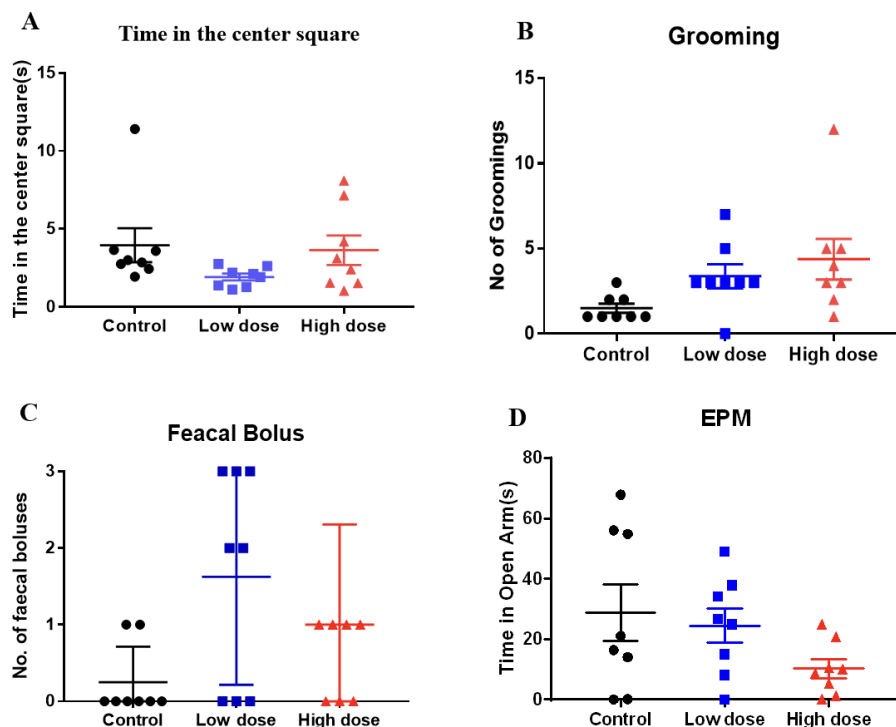 A
Time in the center square
Time in the center square(s)
15
10
5
0
Control
Low dose
High dose
B
Grooming
No of Groomings
15
10
5
0
Control
Low dose
High dose
C
Feacal Bolus
No. of faecal boluses
3
2
1
0
Control
Low dose
High dose
D
EPM
Time in Open Arm(s)
80
60
40
20
0
Control
Low dose
High dose